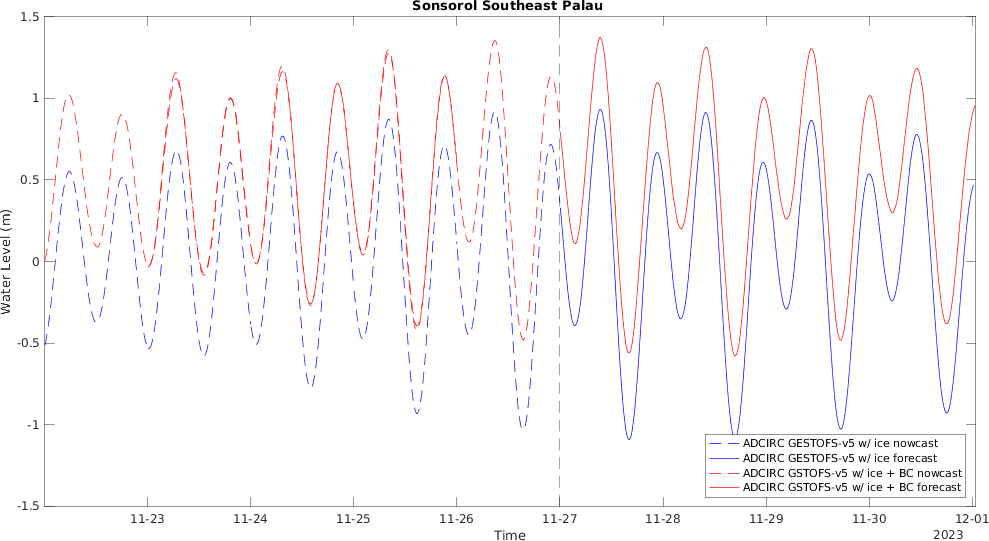 Sonsorol Southeast Palau
1.5
1
0.5
0
-0.5
-1
-1.5
Water Level (m)
ADCIRC GESTOFS-v5 w/ ice nowcast
ADCIRC GESTOFS-v5 w/ ice forecast
ADCIRC GSTOFS-v5 w/ ice + BC nowcast
ADCIRC GSTOFS-v5 w/ ice + BC forecast
11-23 11-24 11-25 11-26 11-27 11-28 11-29 11-30 12-01
Time
2023